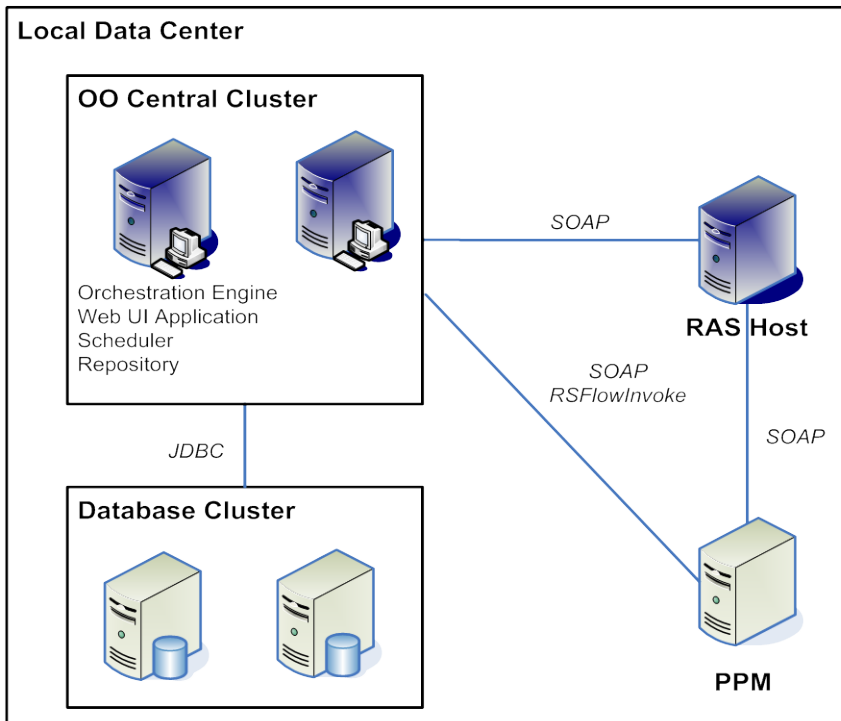 Local Data Center
OO Central Cluster
Orchestration Engine
Web UI Application
Scheduler
Repository
SOAP
RAS Host
SOAP
RSFlowInvoke
SOAP
JDBC
Database Cluster
PPM